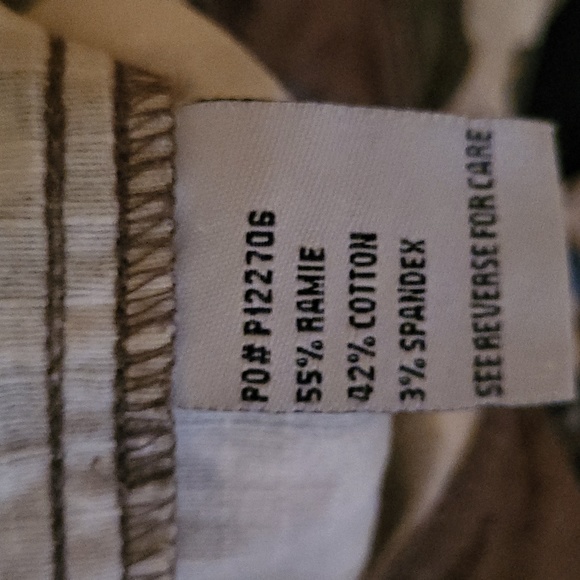 PO# P122706
55% RAMIE
42% COTTON
3% SPANDEX
SEE REVERSE FOR CARE